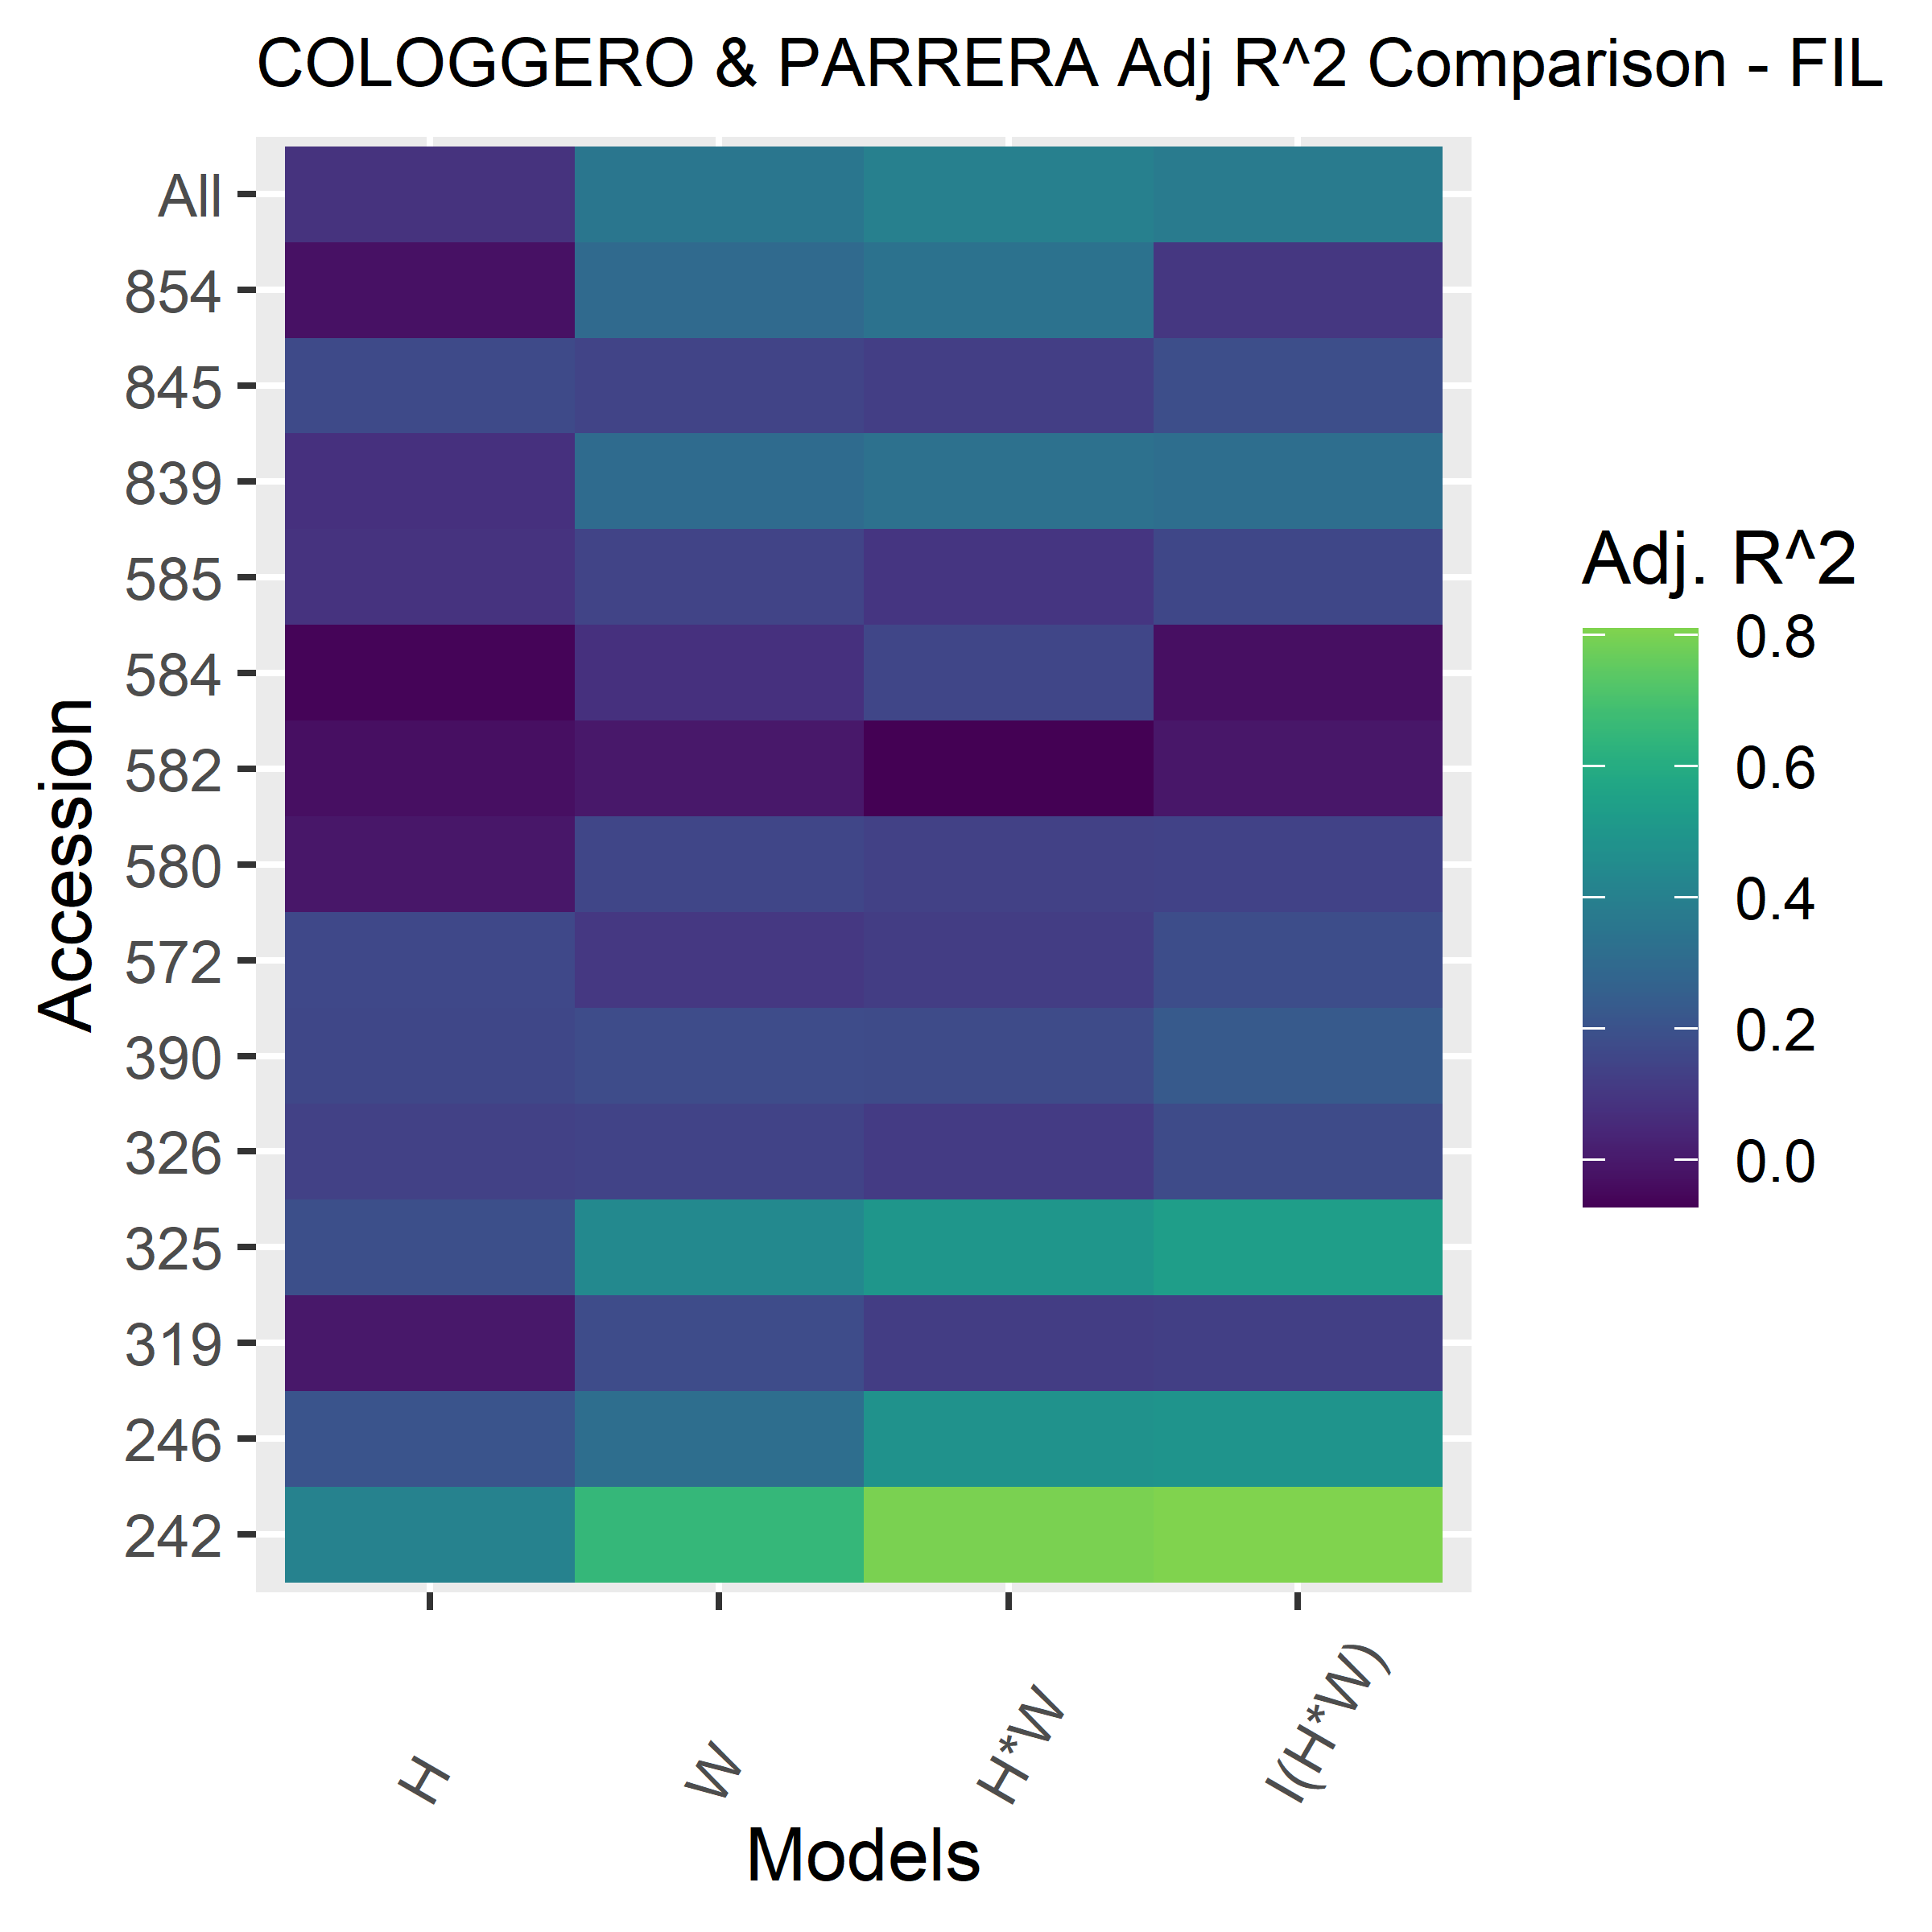 COLOGGERO & PARRERA Adj R^2 Comparison - FIL
Accession
All
854
845
839
585
584
582
580
572
390
326
325
319
246
242
H
W
H*W
I(H*W)
Models
Adj. R^2
0.8
0.6
0.4
0.2
0.0